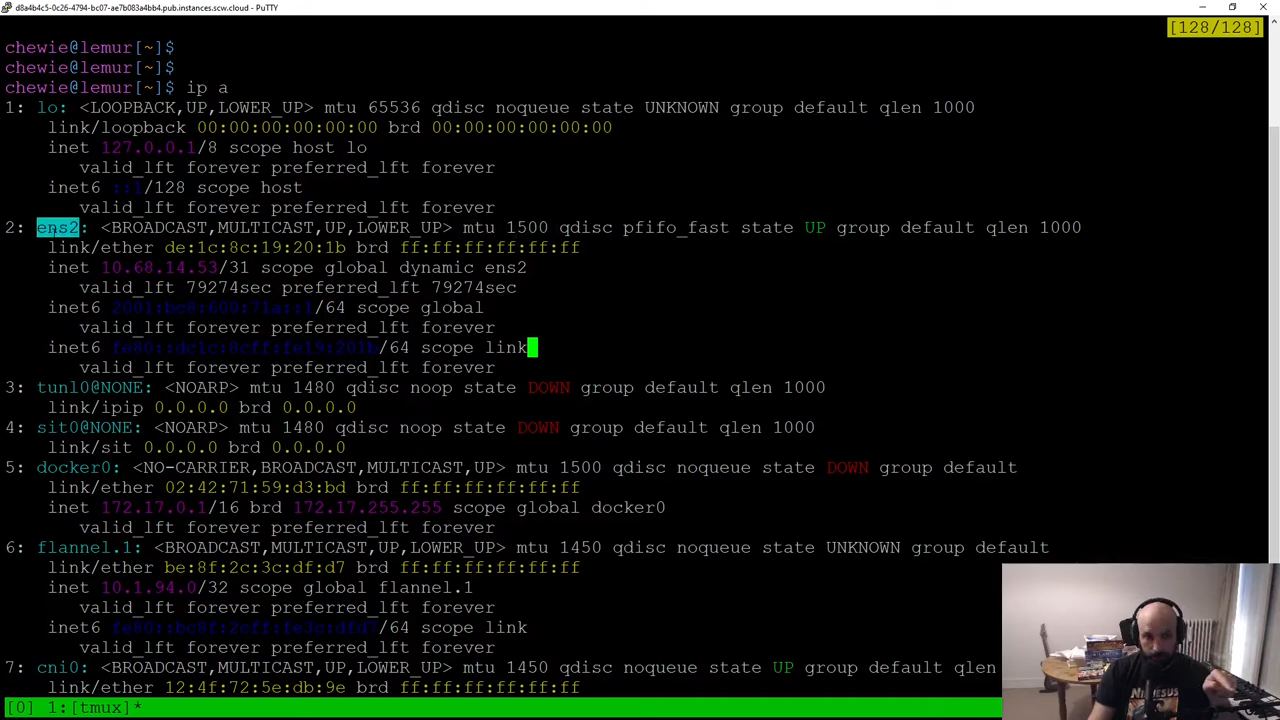 d8a4b4c5-0c26-4794-bc07-ae7b083a4bb4.pub.instances.scw.cloud - PuTTY
[128/128]
chewie@lemur[~]$
chewie@lemur[~]$
chewie@lemur[~]$ ip a
1: lo: <LOOPBACK,UP,LOWER_UP> mtu 65536 qdisc noqueue state UNKNOWN group default qlen 1000
link/loopback 00:00:00:00:00:00 brd 00:00:00:00:00:00
inet 127.0.0.1/8 scope host lo
valid_lft forever preferred_lft forever
inet6 ::1/128 scope host
valid_lft forever preferred_lft forever
2: ens2: <BROADCAST,MULTICAST,UP,LOWER_UP> mtu 1500 qdisc pfifo_fast state UP group default qlen 1000
link/ether de:1c:8c:19:20:1b brd ff:ff:ff:ff:ff:ff
inet 10.68.14.53/31 scope global dynamic ens2
valid_lft 79274sec preferred_lft 79274sec
inet6 2001:bc8:600:71a::1/64 scope global
valid_lft forever preferred_lft forever
inet6 fe80::dc1c:8cff:fe19:201b/64 scope link
valid_lft forever preferred_lft forever
3: tunl0@NONE: <NOARP> mtu 1480 qdisc noop state DOWN group default qlen 1000
link/ipip 0.0.0.0 brd 0.0.0.0
4: sit0@NONE: <NOARP> mtu 1480 qdisc noop state DOWN group default qlen 1000
link/sit 0.0.0.0 brd 0.0.0.0
5: docker0: <NO-CARRIER,BROADCAST,MULTICAST,UP> mtu 1500 qdisc noqueue state DOWN group default
link/ether 02:42:71:59:d3:bd brd ff:ff:ff:ff:ff:ff
inet 172.17.0.1/16 brd 172.17.255.255 scope global docker0
valid_lft forever preferred_lft forever
6: flannel.1: <BROADCAST,MULTICAST,UP,LOWER_UP> mtu 1450 qdisc noqueue state UNKNOWN group default
link/ether be:8f:2c:3c:df:d7 brd ff:ff:ff:ff:ff:ff
inet 10.1.94.0/32 scope global flannel.1
valid_lft forever preferred_lft forever
inet6 fe80::bc8f:2cff:fe3c:dfd7/64 scope link
valid_lft forever preferred_lft forever
7: cni0: <BROADCAST,MULTICAST,UP,LOWER_UP> mtu 1450 qdisc noqueue state UP group default qlen
link/ether 12:4f:72:5e:db:9e brd ff:ff:ff:ff:ff:ff
[0] 1:[tmux]*